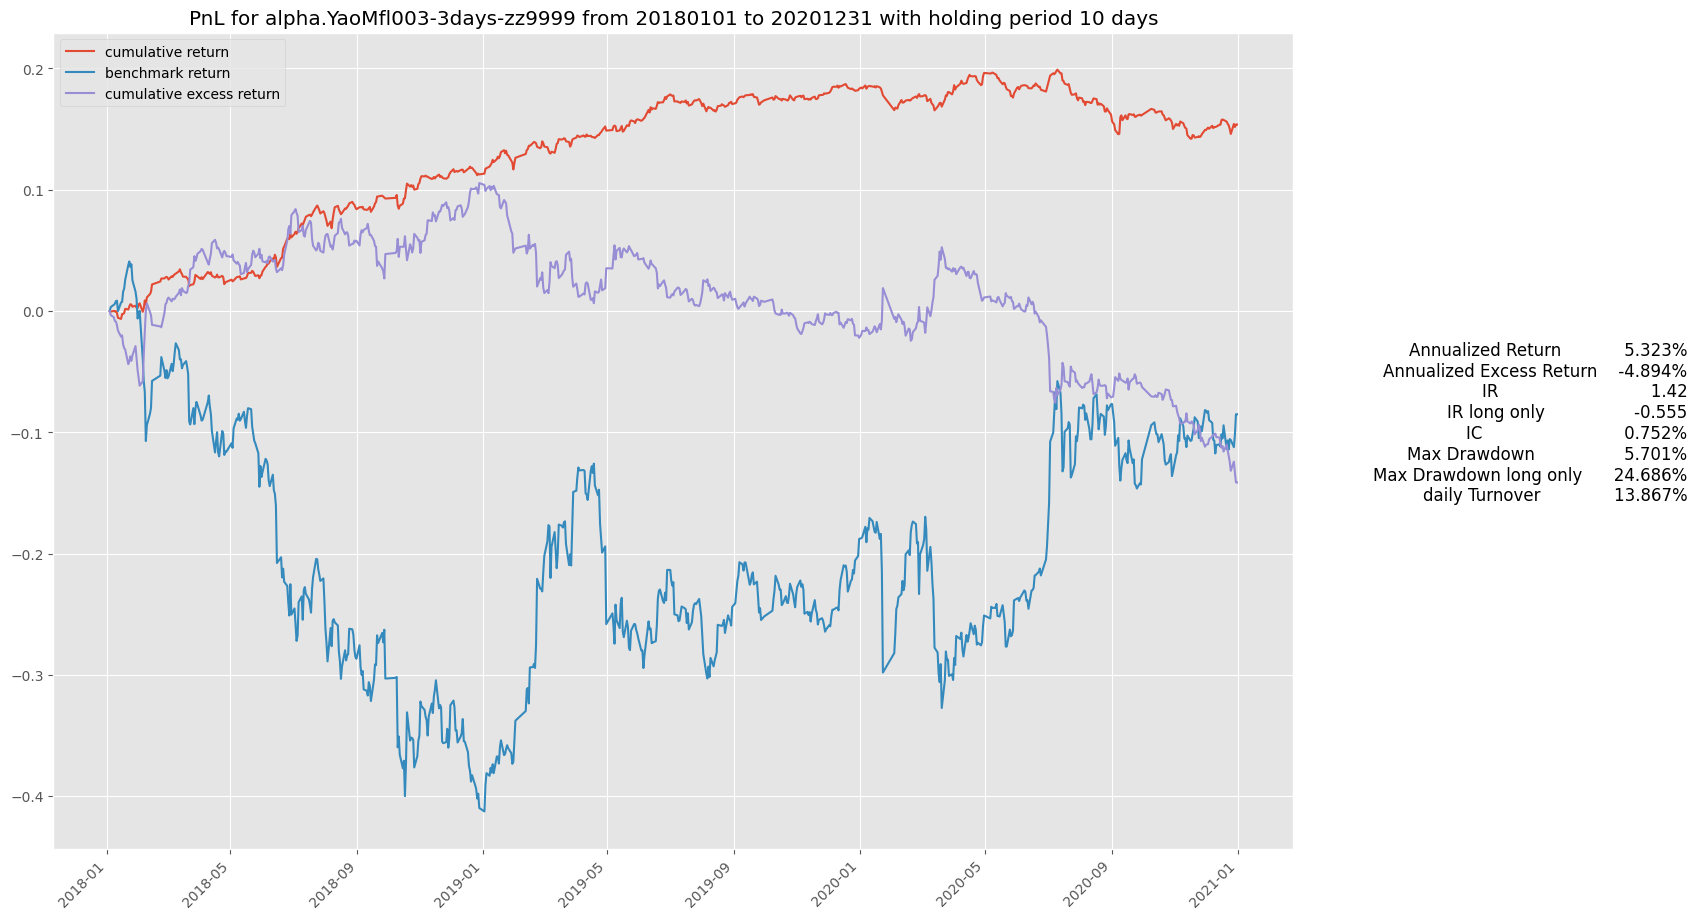 PnL for alpha.YaoMfl003-3days-zz9999 from 20180101 to 20201231 with holding period 10 days
cumulative return
benchmark return
cumulative excess return
0.2
0.1
0.0
−0.1
−0.2
−0.3
−0.4
2018-01
2018-05
2018-09
2019-01
2019-05
2019-09
2020-01
2020-05
2020-09
2021-01
Annualized Return 5.323%
Annualized Excess Return -4.894%
IR 1.42
IR long only -0.555
IC 0.752%
Max Drawdown 5.701%
Max Drawdown long only 24.686%
daily Turnover 13.867%